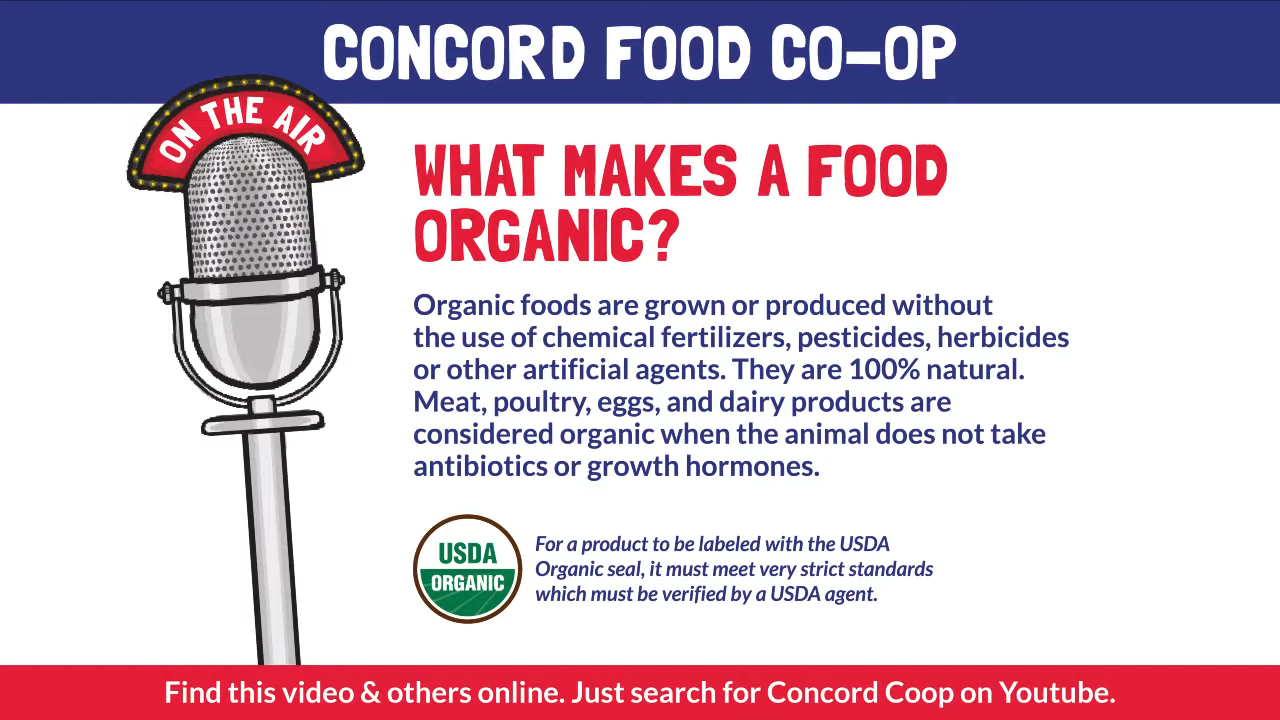 CONCORD FOOD CO-OP
ON THE AIR
WHAT MAKES A FOOD
ORGANIC?
Organic foods are grown or produced without
the use of chemical fertilizers, pesticides, herbicides
or other artificial agents. They are 100% natural.
Meat, poultry, eggs, and dairy products are
considered organic when the animal does not take
antibiotics or growth hormones.
USDA
ORGANIC
For a product to be labeled with the USDA
Organic seal, it must meet very strict standards
which must be verified by a USDA agent.
Find this video & others online. Just search for Concord Coop on Youtube.